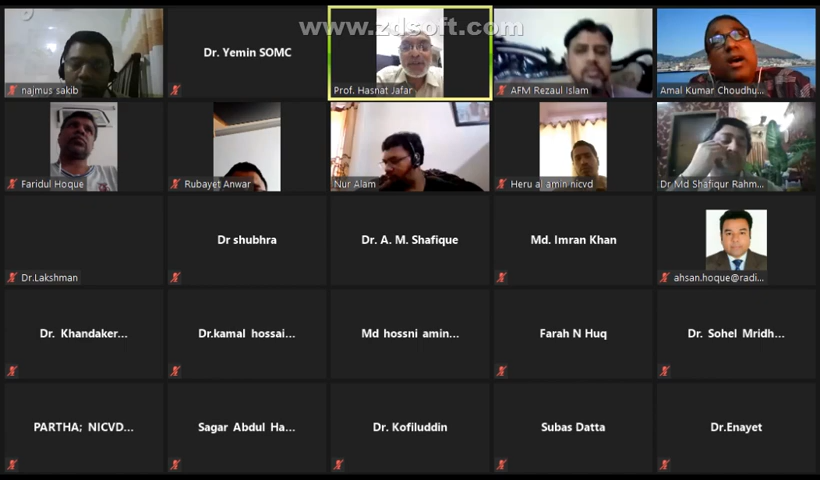 www.zdsoft.com
najmus sakib
Dr. Yemin SOMC
Prof. Hasnat Jafar
AFM Rezaul Islam
Amal Kumar Choudhu...
Faridul Hoque
Rubayet Anwar
Nur Alam
Heru al amin nicvd
Dr Md Shafiqur Rahm...
Dr.Lakshman
Dr shubhra
Dr. A. M. Shafique
Md. Imran Khan
ahsan.hoque@radi...
Dr. Khandaker...
Dr.kamal hossai...
Md hossni amin...
Farah N Huq
Dr. Sohel Mridh...
PARTHA; NICVD...
Sagar Abdul Ha...
Dr. Kofiluddin
Subas Datta
Dr.Enayet